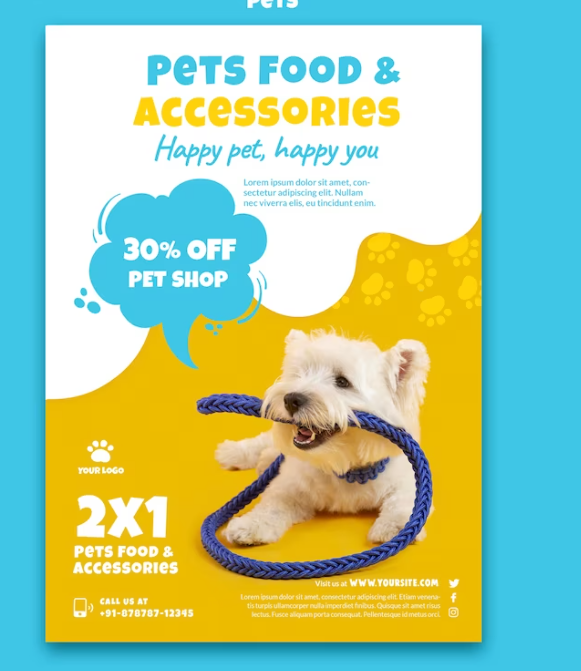 Pets
PETS FOOD &
ACCESSORIES
Happy pet, happy you
Lorem ipsum dolor sit amet, con-
sectetur adipiscing elit. Nullam
nec viverra elis, eu tincidunt enim.
30% OFF
PET SHOP
YOUR LOGO
2X1
PETS FOOD &
ACCESSORIES
CALL US AT
+91-878787-12345
Visit us at WWW.YOURSITE.COM
Lorem ipsum dolor sit amet, consectetur adipiscing elit. Etiam venena-
tis turpis ullamcorper nulla imperdiet finibus. Quisque sit amet risus
lectus. Aliquam porta consequat. Pellentesque id metus orci.